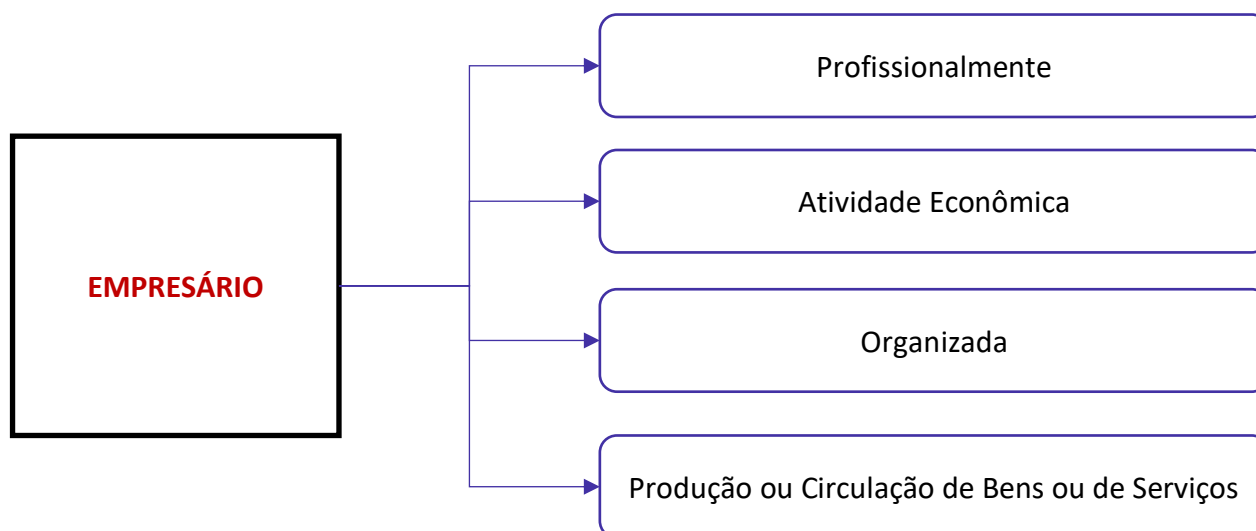 Profissionalmente
Atividade Econômica
EMPRESÁRIO
Organizada
Produção ou Circulação de Bens ou de Serviços